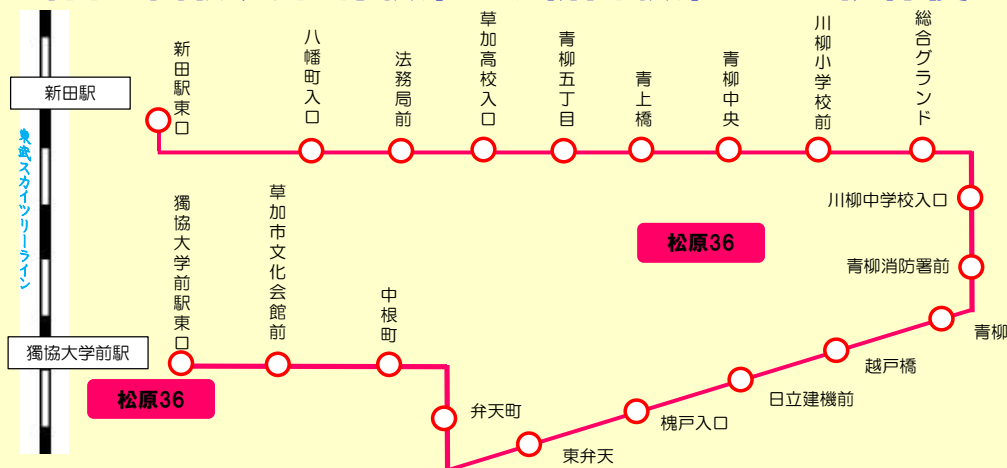 新田駅
東武スカイツリーライン
獨協大学前駅
新田駅東口
八幡町入口
法務局前
草加高校入口
青柳五丁目
青上橋
青柳中央
川柳小学校前
総合グランド
川柳中学校入口
青柳消防署前
青柳
越戸橋
日立建機前
槐戸入口
東弁天
弁天町
中根町
草加市文化会館前
獨協大学前駅東口
松原36
松原36